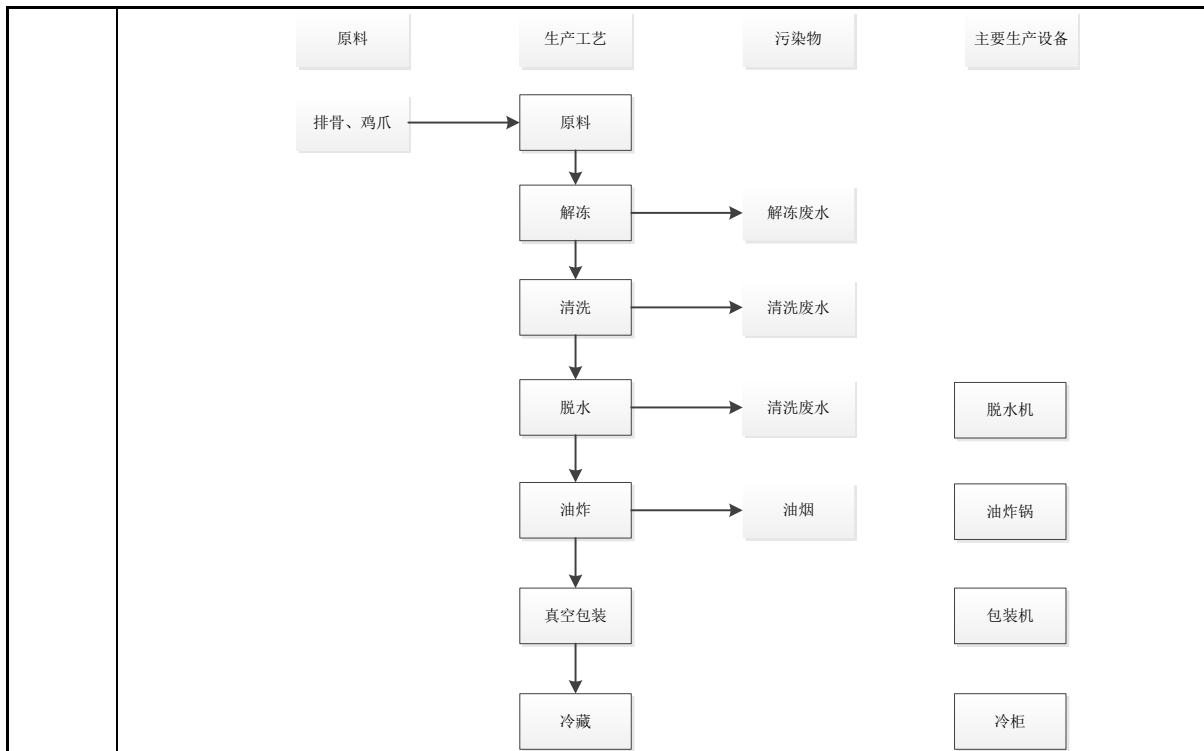 原料 生产工艺 污染物 主要生产设备
排骨、鸡爪 原料
解冻 解冻废水
清洗 清洗废水
脱水 清洗废水 脱水机
油炸 油烟 油炸锅
真空包装 包装机
冷藏 冷柜